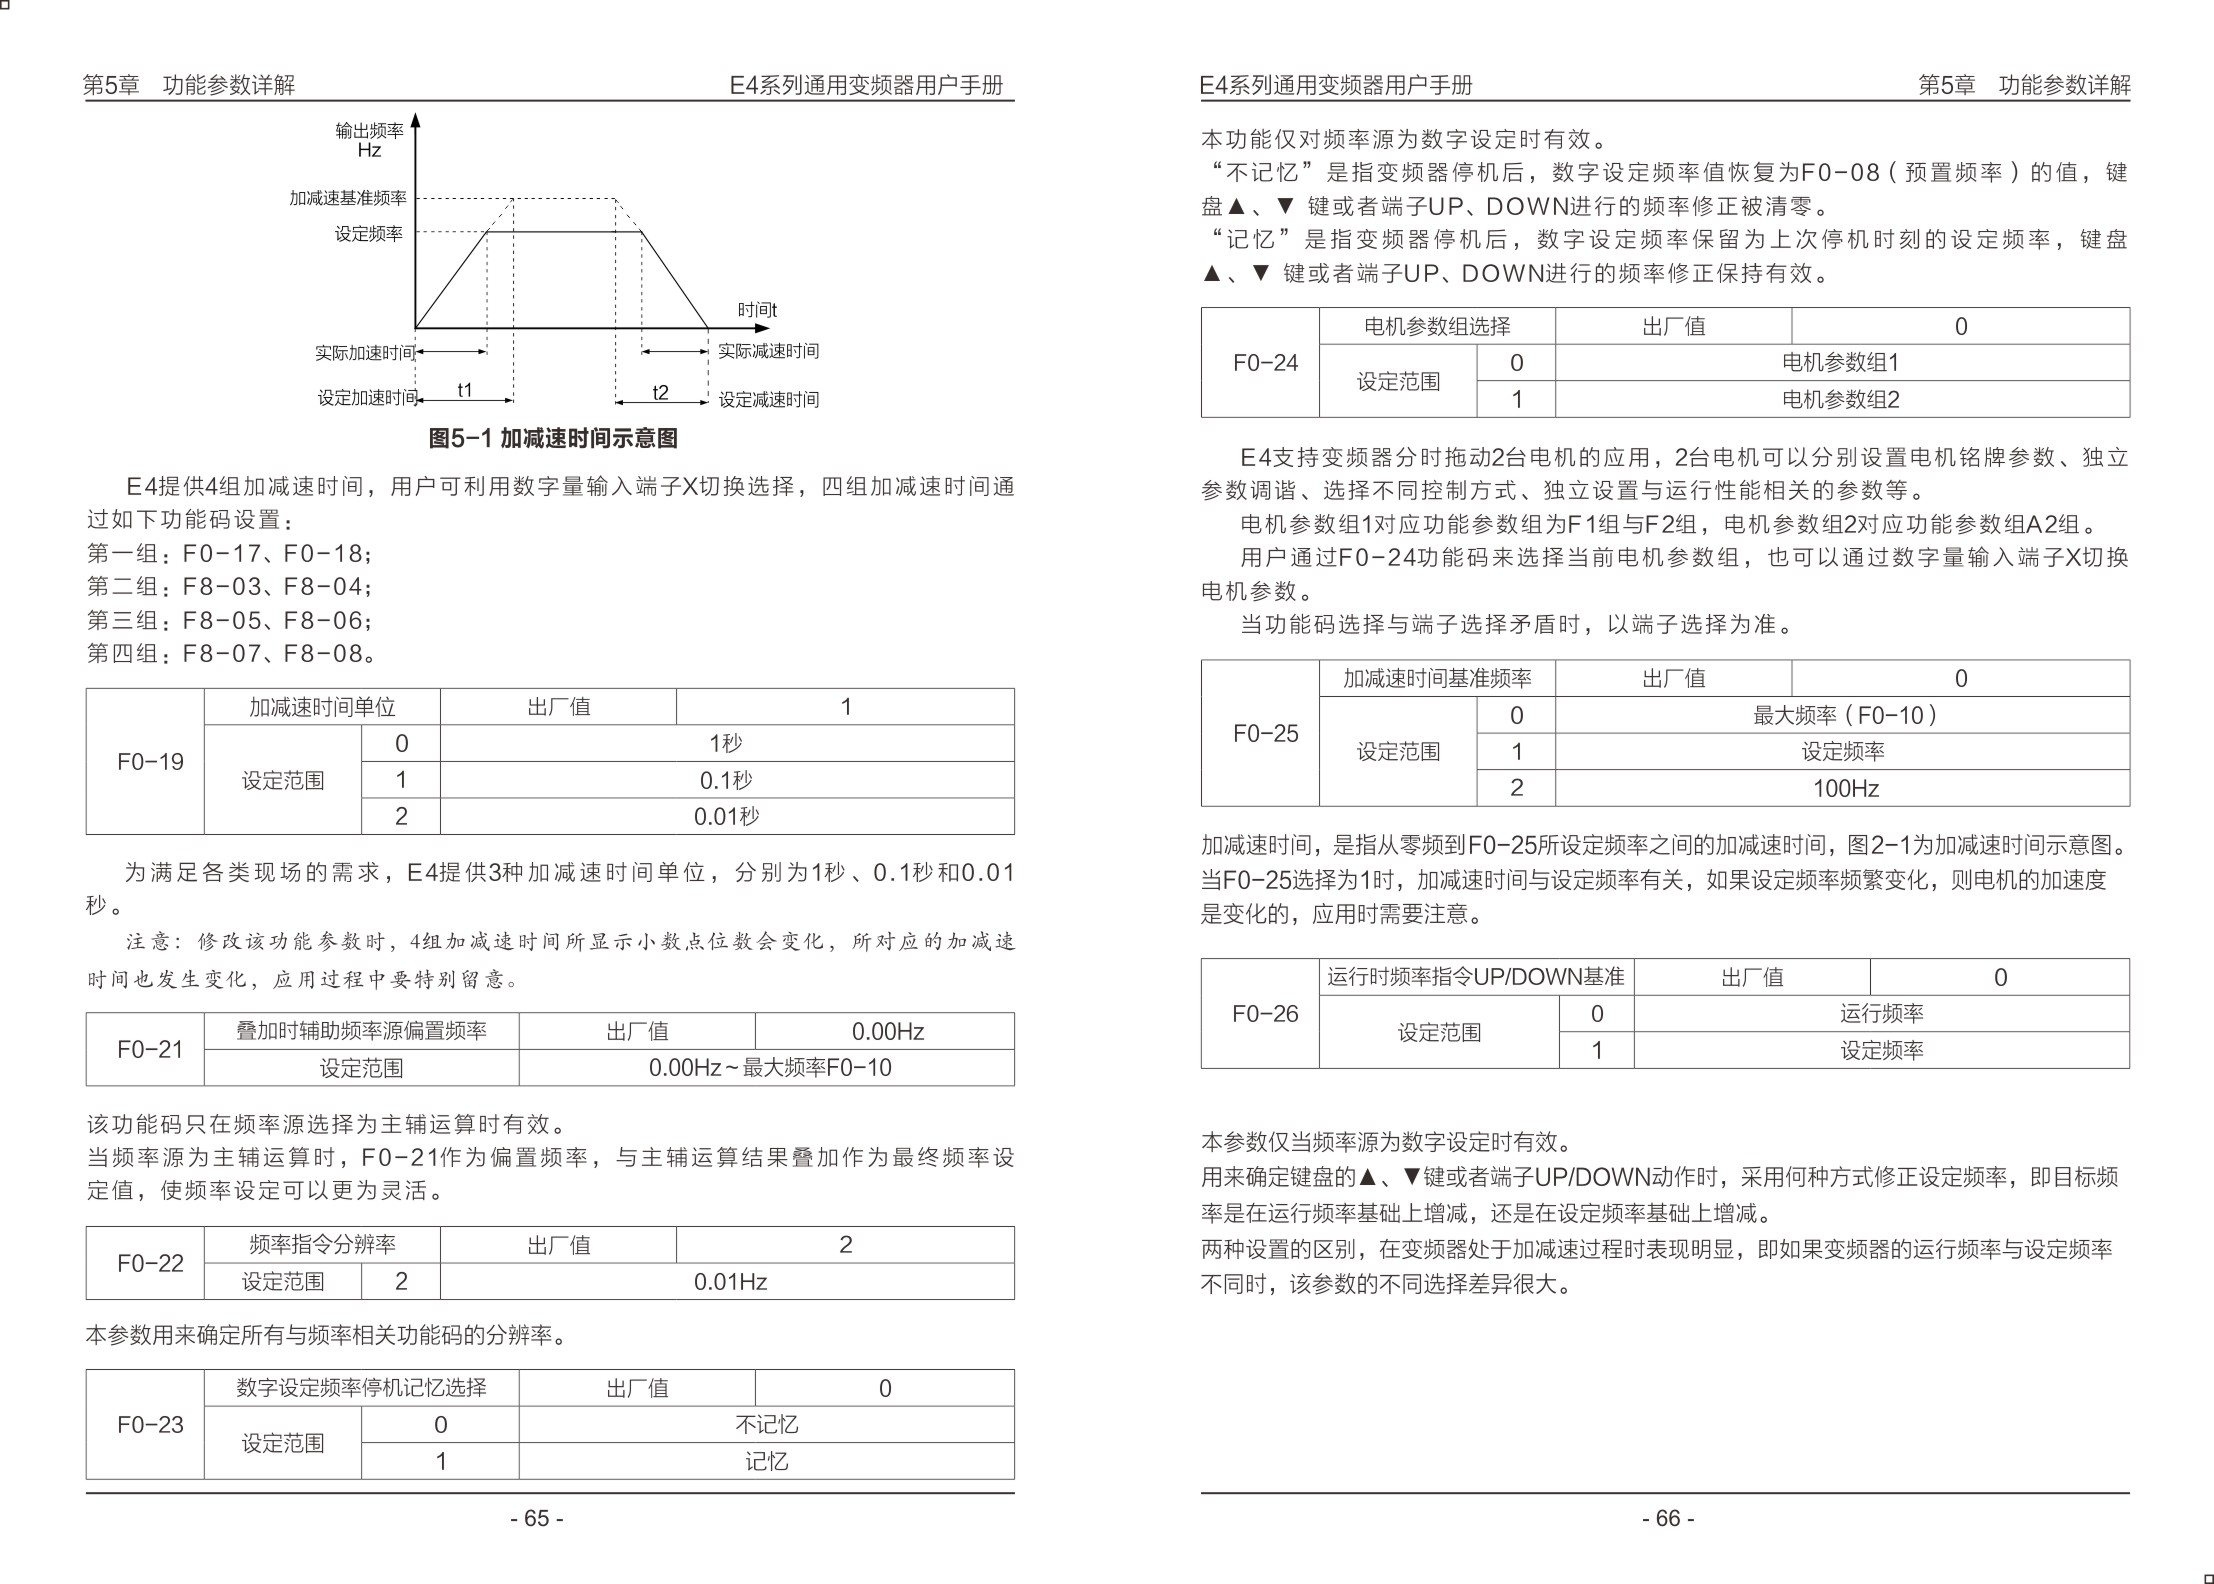 第5章　功能参数详解
E4系列通用变频器用户手册
输出频率
Hz
加减速基准频率
设定频率
时间t
实际加速时间
实际减速时间
设定加速时间
t1
t2
设定减速时间
图5-1 加减速时间示意图
E4提供4组加减速时间，用户可利用数字量输入端子X切换选择，四组加减速时间通
过如下功能码设置：
第一组：F0-17、F0-18；
第二组：F8-03、F8-04；
第三组：F8-05、F8-06；
第四组：F8-07、F8-08。
F0-19
加减速时间单位 出厂值 1
设定范围
0 1秒
1 0.1秒
2 0.01秒
为满足各类现场的需求，E4提供3种加减速时间单位，分别为1秒、0.1秒和0.01
秒。
注意：修改该功能参数时，4组加减速时间所显示小数点位数会变化，所对应的加减速
时间也发生变化，应用过程中要特别留意。
F0-21
叠加时辅助频率源偏置频率 出厂值 0.00Hz
设定范围 0.00Hz～最大频率F0-10
该功能码只在频率源选择为主辅运算时有效。
当频率源为主辅运算时，F0-21作为偏置频率，与主辅运算结果叠加作为最终频率设
定值，使频率设定可以更为灵活。
F0-22
频率指令分辨率 出厂值 2
设定范围 2 0.01Hz
本参数用来确定所有与频率相关功能码的分辨率。
F0-23
数字设定频率停机记忆选择 出厂值 0
设定范围
0 不记忆
1 记忆
- 65 -
E4系列通用变频器用户手册
第5章　功能参数详解
本功能仅对频率源为数字设定时有效。
“不记忆”是指变频器停机后，数字设定频率值恢复为F0-08（预置频率）的值，键
盘▲、▼ 键或者端子UP、DOWN进行的频率修正被清零。
“记忆”是指变频器停机后，数字设定频率保留为上次停机时刻的设定频率，键盘
▲、▼ 键或者端子UP、DOWN进行的频率修正保持有效。
F0-24
电机参数组选择 出厂值 0
设定范围
0 电机参数组1
1 电机参数组2
E4支持变频器分时拖动2台电机的应用，2台电机可以分别设置电机铭牌参数、独立
参数调谐、选择不同控制方式、独立设置与运行性能相关的参数等。
电机参数组1对应功能参数组为F1组与F2组，电机参数组2对应功能参数组A2组。
用户通过F0-24功能码来选择当前电机参数组，也可以通过数字量输入端子X切换
电机参数。
当功能码选择与端子选择矛盾时，以端子选择为准。
F0-25
加减速时间基准频率 出厂值 0
设定范围
0 最大频率（F0-10）
1 设定频率
2 100Hz
加减速时间，是指从零频到F0-25所设定频率之间的加减速时间，图2-1为加减速时间示意图。
当F0-25选择为1时，加减速时间与设定频率有关，如果设定频率频繁变化，则电机的加速度
是变化的，应用时需要注意。
F0-26
运行时频率指令UP/DOWN基准 出厂值 0
设定范围
0 运行频率
1 设定频率
本参数仅当频率源为数字设定时有效。
用来确定键盘的▲、▼键或者端子UP/DOWN动作时，采用何种方式修正设定频率，即目标频
率是在运行频率基础上增减，还是在设定频率基础上增减。
两种设置的区别，在变频器处于加减速过程时表现明显，即如果变频器的运行频率与设定频率
不同时，该参数的不同选择差异很大。
- 66 -